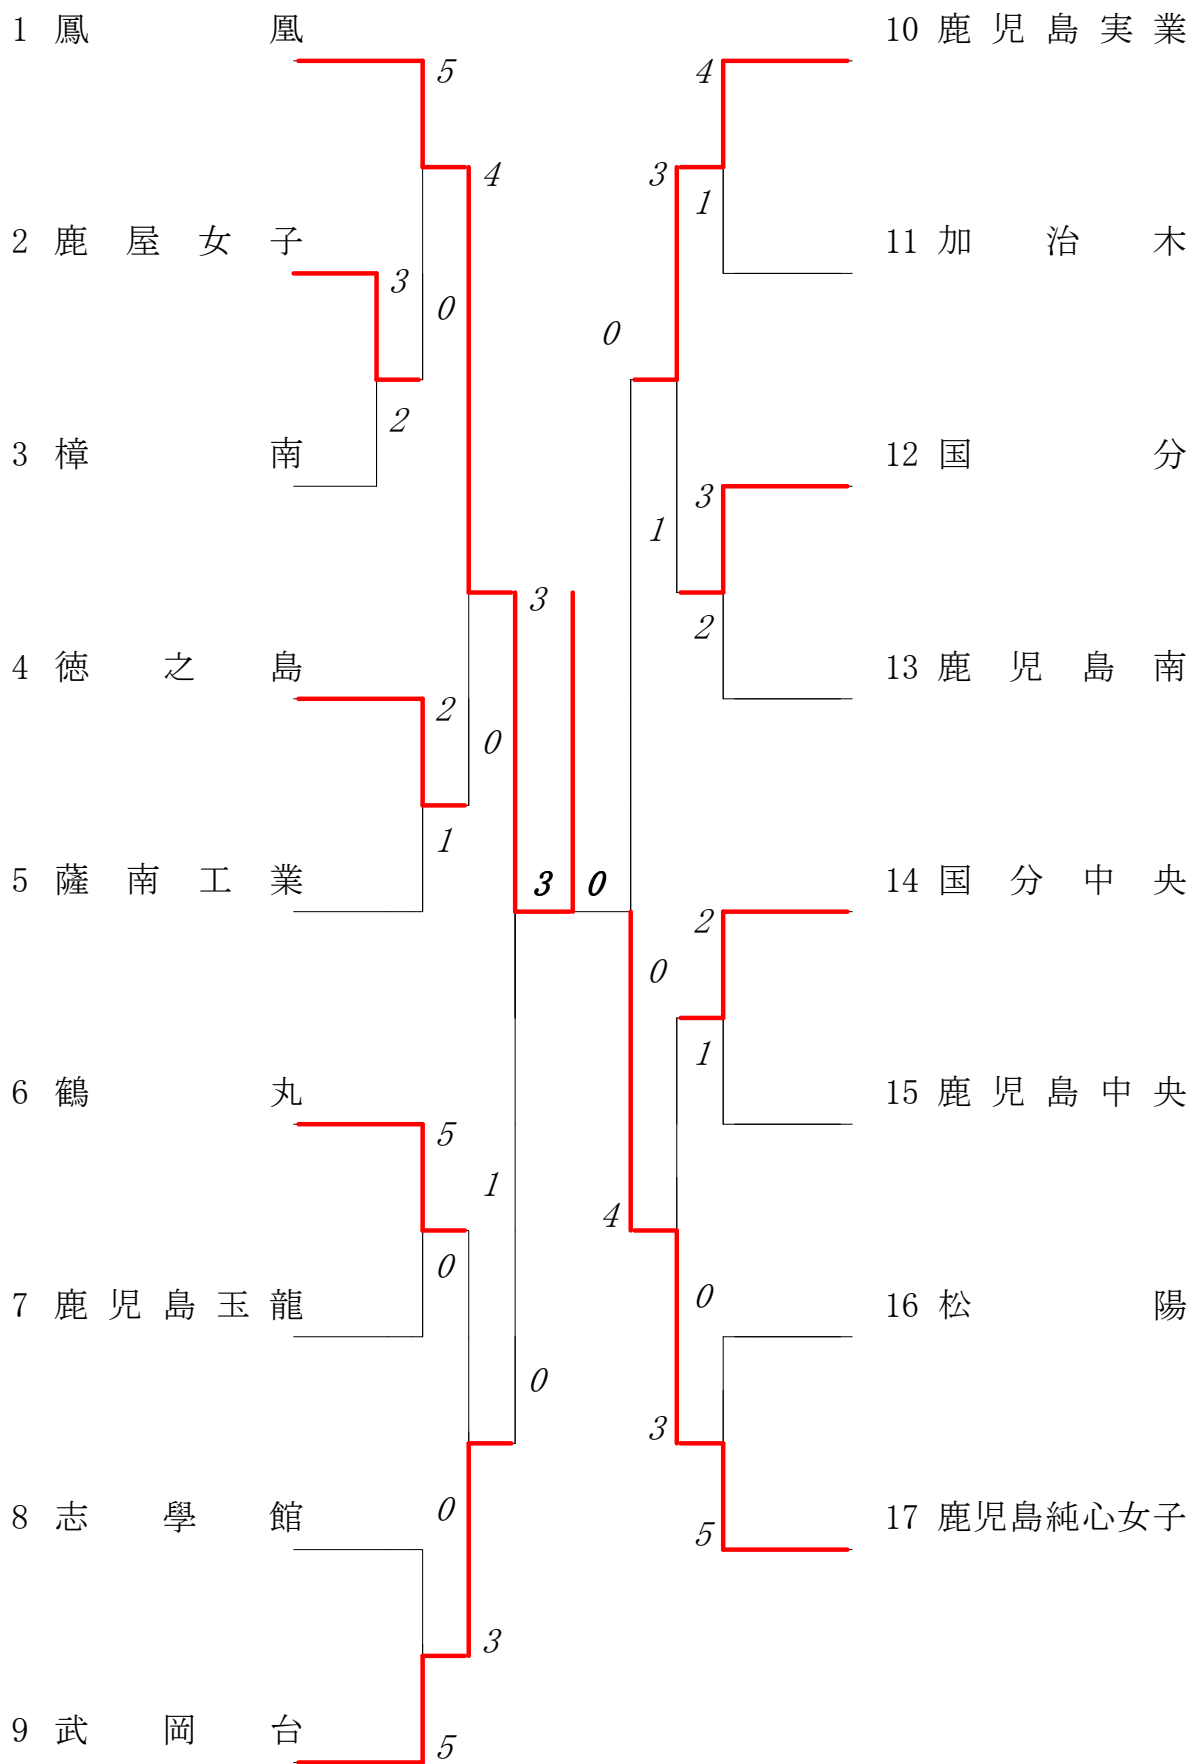 1 鳳凰
5
4
2 鹿屋女子
3
0
2
3 樟南
3
4 徳之島
2
0
1
5 薩南工業
3 0
6 鶴丸
5
1
0
7 鹿児島玉龍
0
8 志學館
0
3
9 武岡台
5
10 鹿児島実業
4
3
1
11 加治木
0
12 国分
3
1
2
13 鹿児島南
14 国分中央
2
0
1
15 鹿児島中央
4
0
16 松陽
3
17 鹿児島純心女子
5